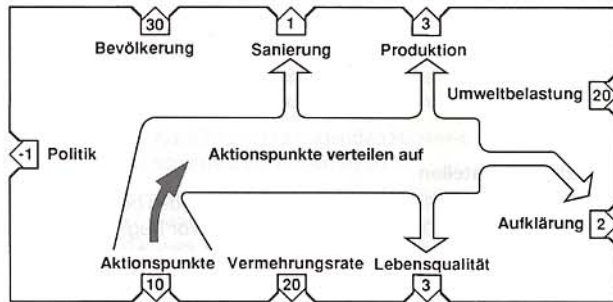 30 1 3
Bevölkerung Sanierung Produktion
Umweltbelastung 20
-1 Politik Aktionspunkte verteilen auf
Aufklärung 2
Aktionspunkte Vermehrungsrate Lebensqualität
10 20 3